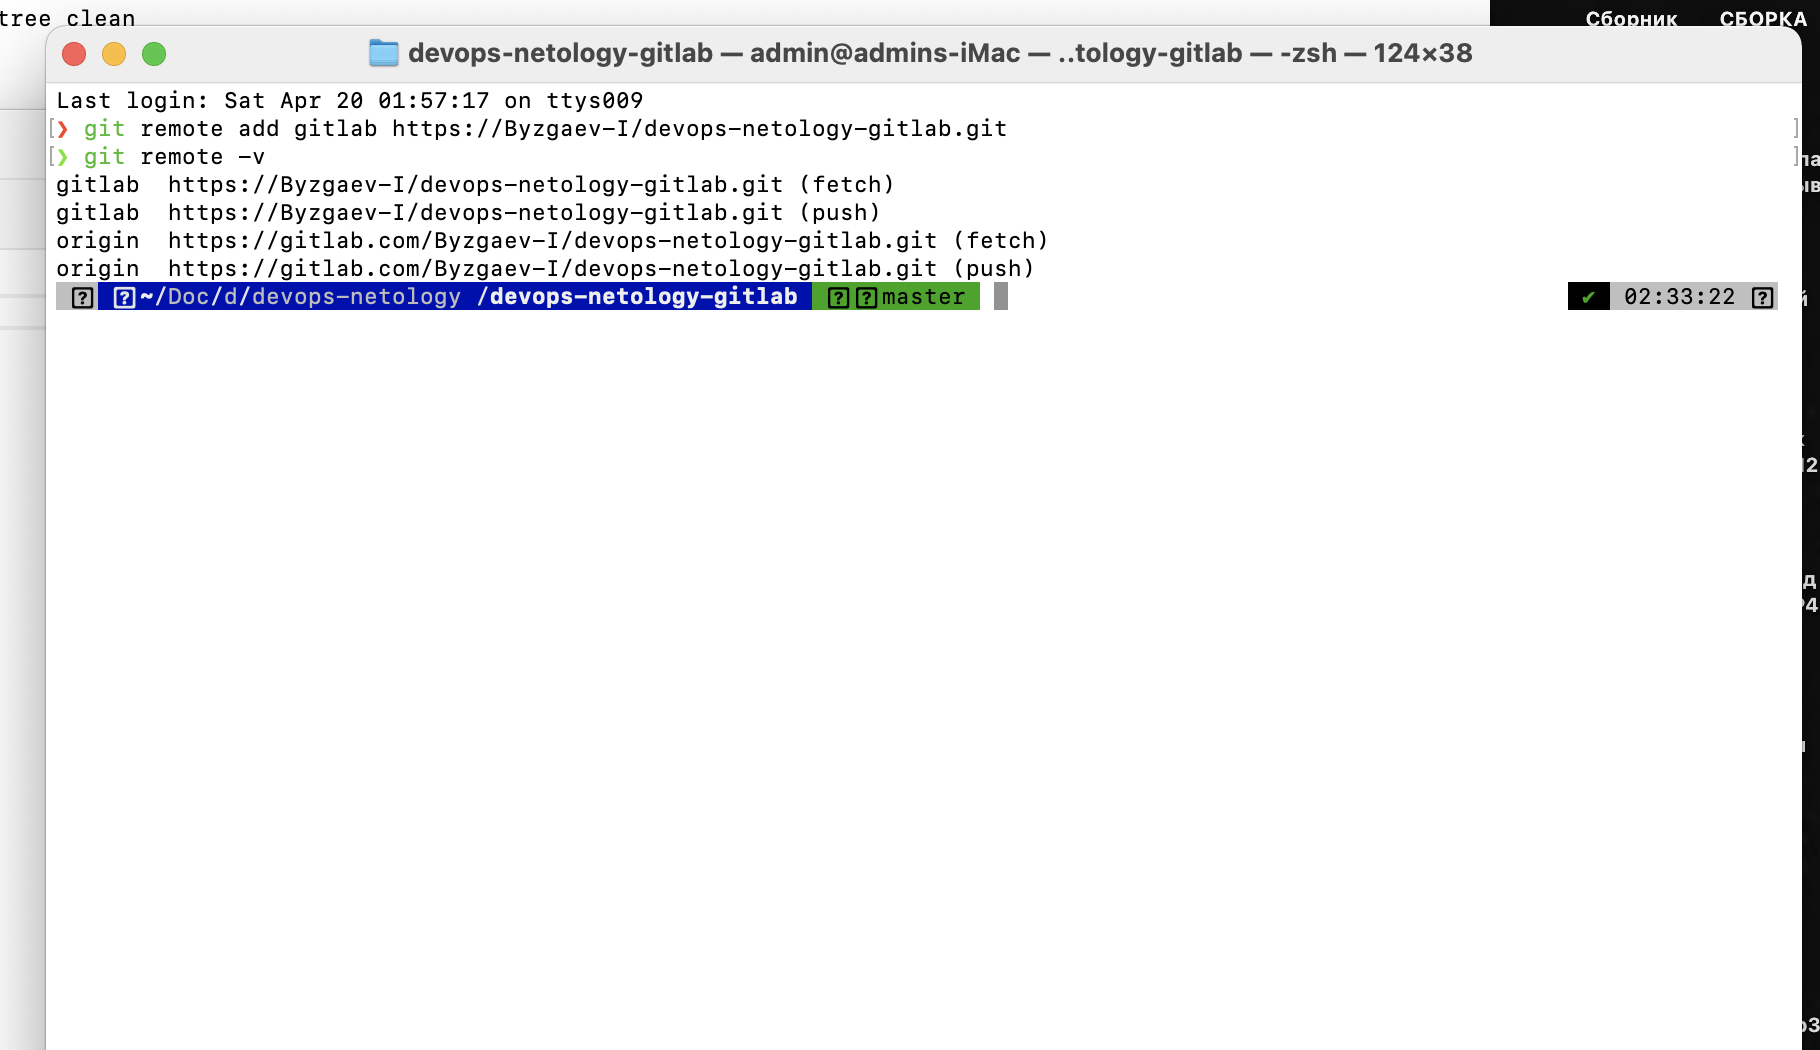 tree clean
Сборник СБОРКА
devops-netology-gitlab — admin@admins-iMac — ..tology-gitlab — -zsh — 124×38
Last login: Sat Apr 20 01:57:17 on ttys009
[❯ git remote add gitlab https://Byzgaev-I/devops-netology-gitlab.git ]
[❯ git remote -v ]
gitlab  https://Byzgaev-I/devops-netology-gitlab.git (fetch)
gitlab  https://Byzgaev-I/devops-netology-gitlab.git (push)
origin  https://gitlab.com/Byzgaev-I/devops-netology-gitlab.git (fetch)
origin  https://gitlab.com/Byzgaev-I/devops-netology-gitlab.git (push)
~/Doc/d/devops-netology /devops-netology-gitlab master ✔ 02:33:22